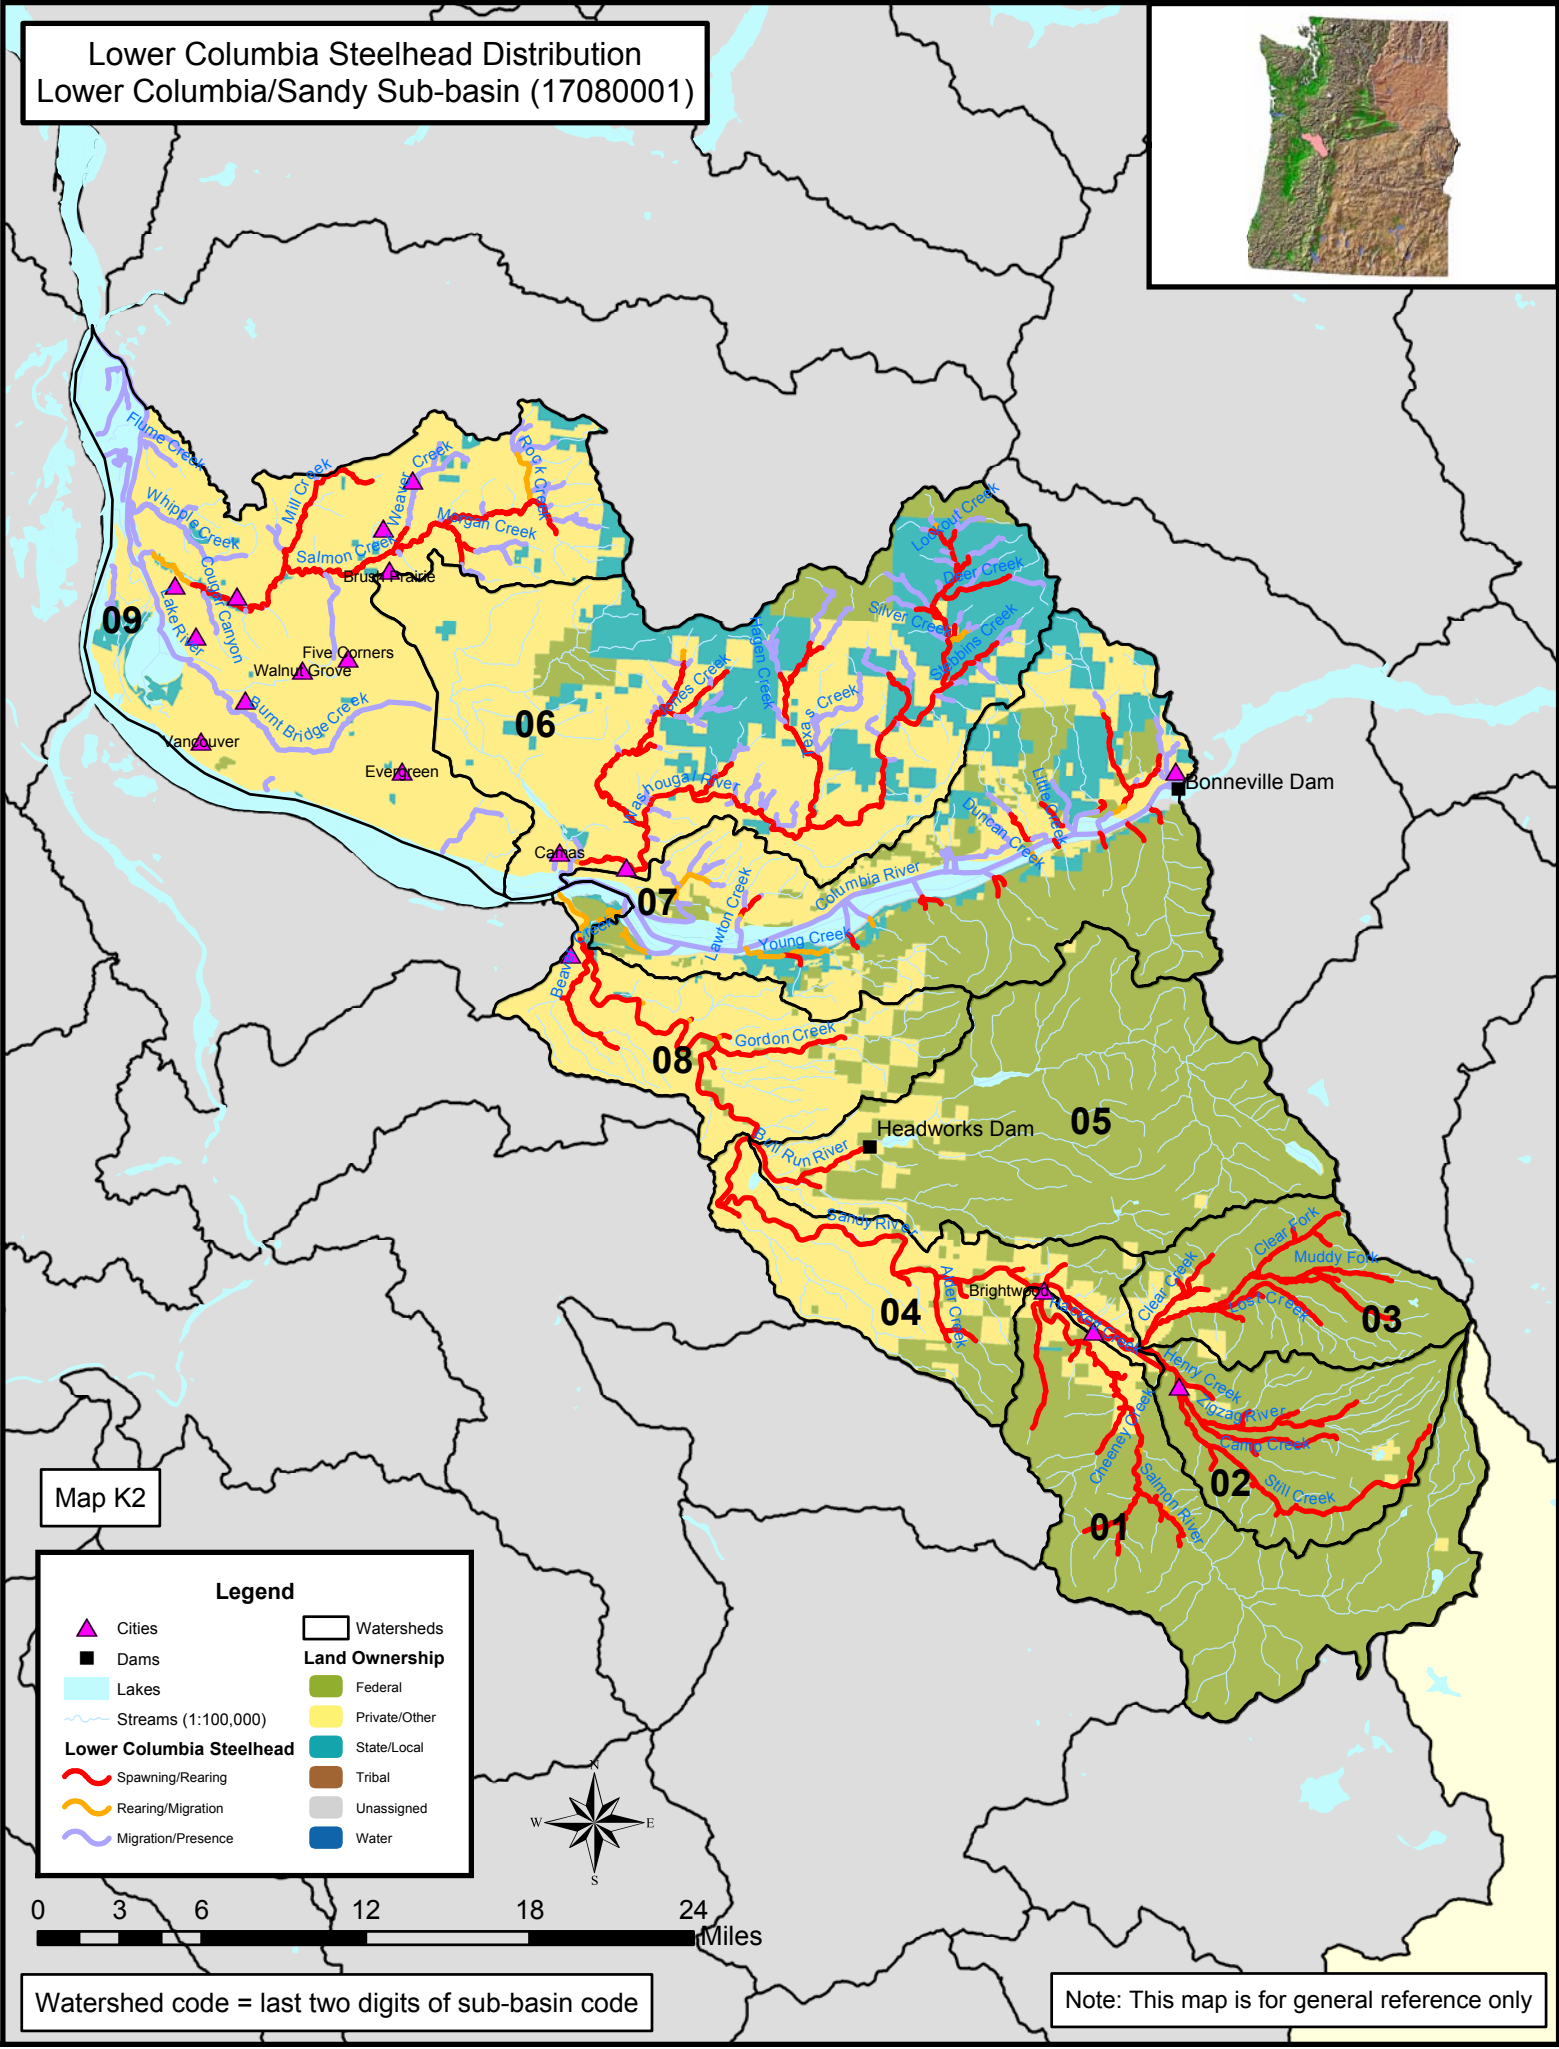 Lower Columbia Steelhead Distribution
Lower Columbia/Sandy Sub-basin (17080001)
Flume Creek
Whipple Creek
Mill Creek
Weaver Creek
Rock Creek
Morgan Creek
Salmon Creek
Brush Prairie
Cougar Canyon
Lake River
09
Five Corners
Walnut Grove
Burnt Bridge Creek
Vancouver
Evergreen
06
Lookout Creek
Deer Creek
Silver Creek
Stebbins Creek
Hagen Creek
Jones Creek
Texas Creek
Washougal River
Little Creek
Duncan Creek
Bonneville Dam
Camas
07
Columbia River
Lawton Creek
Young Creek
Beaver Creek
Gordon Creek
08
05
Headworks Dam
Bull Run River
Sandy River
Alder Creek
04
Brightwood
Hackett Creek
Clear Creek
Clear Fork
Muddy Fork
Lost Creek
03
Henry Creek
Zigzag River
Camp Creek
02
Still Creek
Cheeney Creek
Salmon River
01
Map K2
Legend
Cities
Dams
Lakes
Streams (1:100,000)
Lower Columbia Steelhead
Spawning/Rearing
Rearing/Migration
Migration/Presence
Watersheds
Land Ownership
Federal
Private/Other
State/Local
Tribal
Unassigned
Water
N
W
E
S
0 3 6 12 18 24
Miles
Watershed code = last two digits of sub-basin code
Note: This map is for general reference only